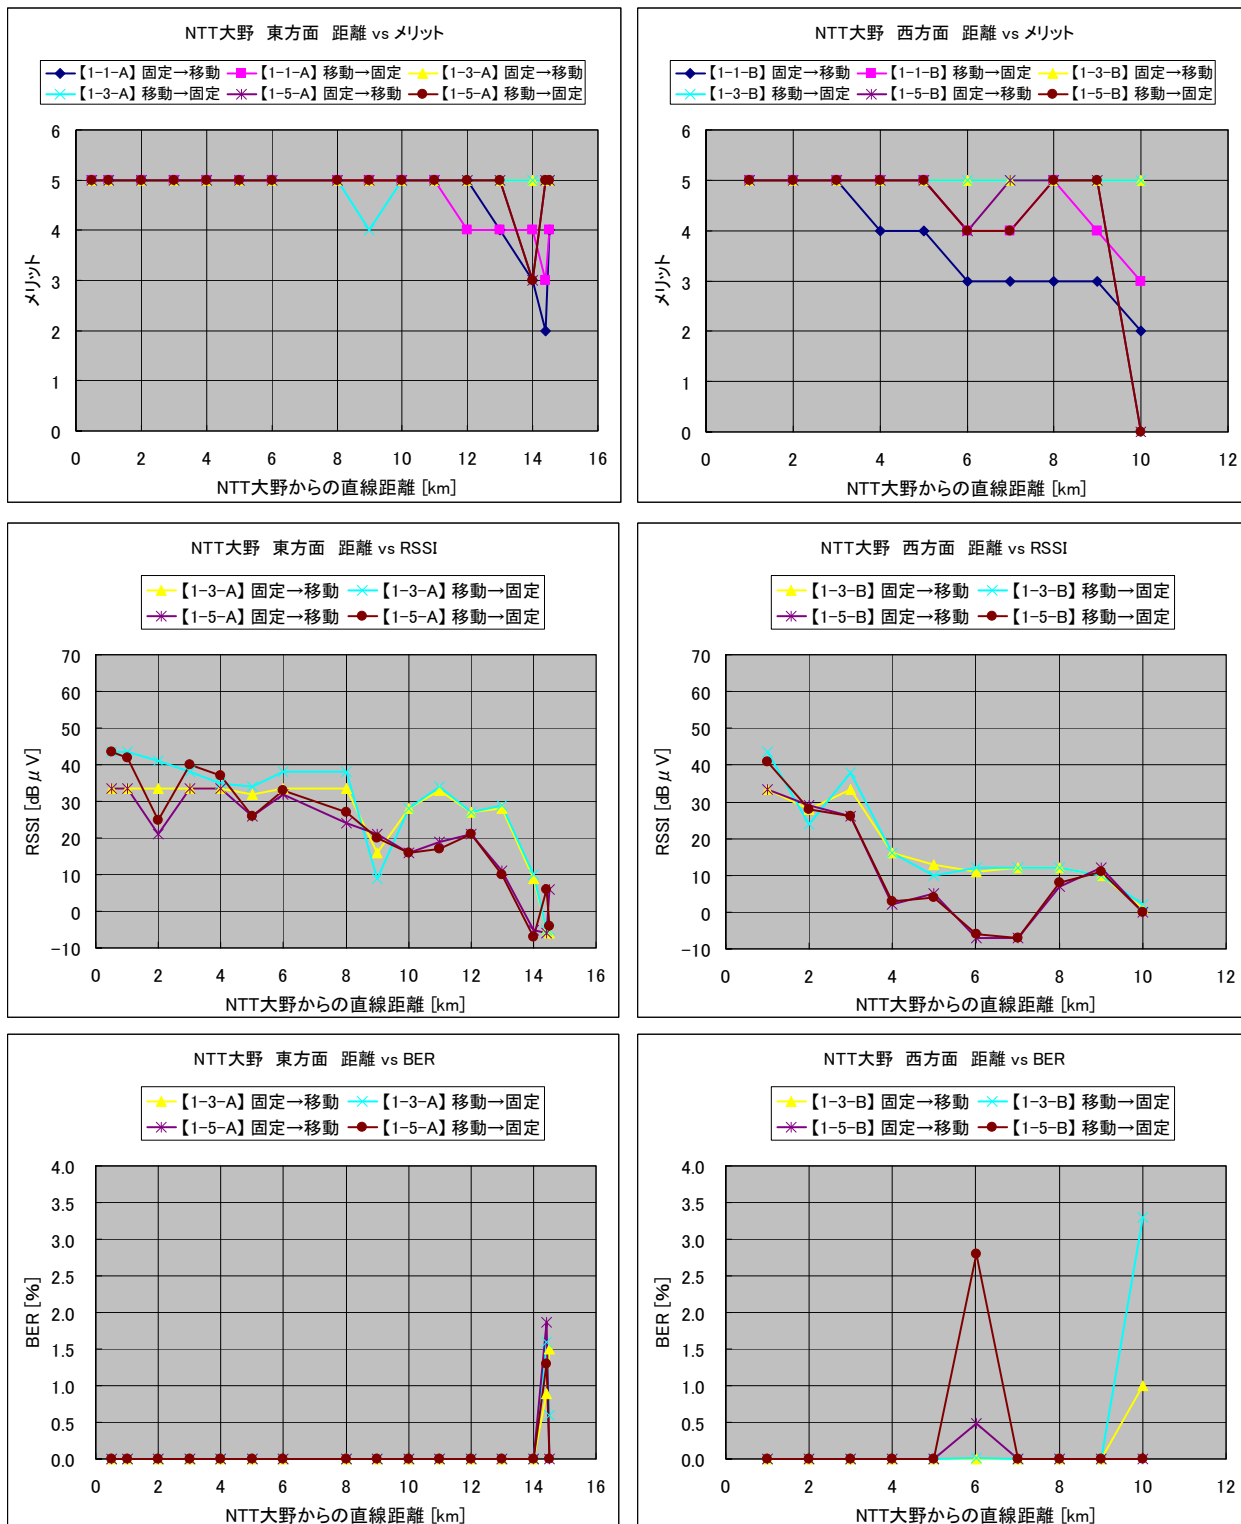 NTT大野　東方面　距離 vs メリット
【1-1-A】 固定→移動 【1-1-A】 移動→固定 【1-3-A】 固定→移動
【1-3-A】 移動→固定 【1-5-A】 固定→移動 【1-5-A】 移動→固定
6
5
4
3
2
1
0
メリット
0 2 4 6 8 10 12 14 16
NTT大野からの直線距離 [km]
NTT大野　西方面　距離 vs メリット
【1-1-B】 固定→移動 【1-1-B】 移動→固定 【1-3-B】 固定→移動
【1-3-B】 移動→固定 【1-5-B】 固定→移動 【1-5-B】 移動→固定
6
5
4
3
2
1
0
メリット
0 2 4 6 8 10 12
NTT大野からの直線距離 [km]
NTT大野　東方面　距離 vs RSSI
【1-3-A】 固定→移動 【1-3-A】 移動→固定
【1-5-A】 固定→移動 【1-5-A】 移動→固定
70
60
50
40
30
20
10
0
-10
RSSI [dBμV]
0 2 4 6 8 10 12 14 16
NTT大野からの直線距離 [km]
NTT大野　西方面　距離 vs RSSI
【1-3-B】 固定→移動 【1-3-B】 移動→固定
【1-5-B】 固定→移動 【1-5-B】 移動→固定
70
60
50
40
30
20
10
0
-10
RSSI [dBμV]
0 2 4 6 8 10 12
NTT大野からの直線距離 [km]
NTT大野　東方面　距離 vs BER
【1-3-A】 固定→移動 【1-3-A】 移動→固定
【1-5-A】 固定→移動 【1-5-A】 移動→固定
4.0
3.5
3.0
2.5
2.0
1.5
1.0
0.5
0.0
BER [%]
0 2 4 6 8 10 12 14 16
NTT大野からの直線距離 [km]
NTT大野　西方面　距離 vs BER
【1-3-B】 固定→移動 【1-3-B】 移動→固定
【1-5-B】 固定→移動 【1-5-B】 移動→固定
4.0
3.5
3.0
2.5
2.0
1.5
1.0
0.5
0.0
BER [%]
0 2 4 6 8 10 12
NTT大野からの直線距離 [km]